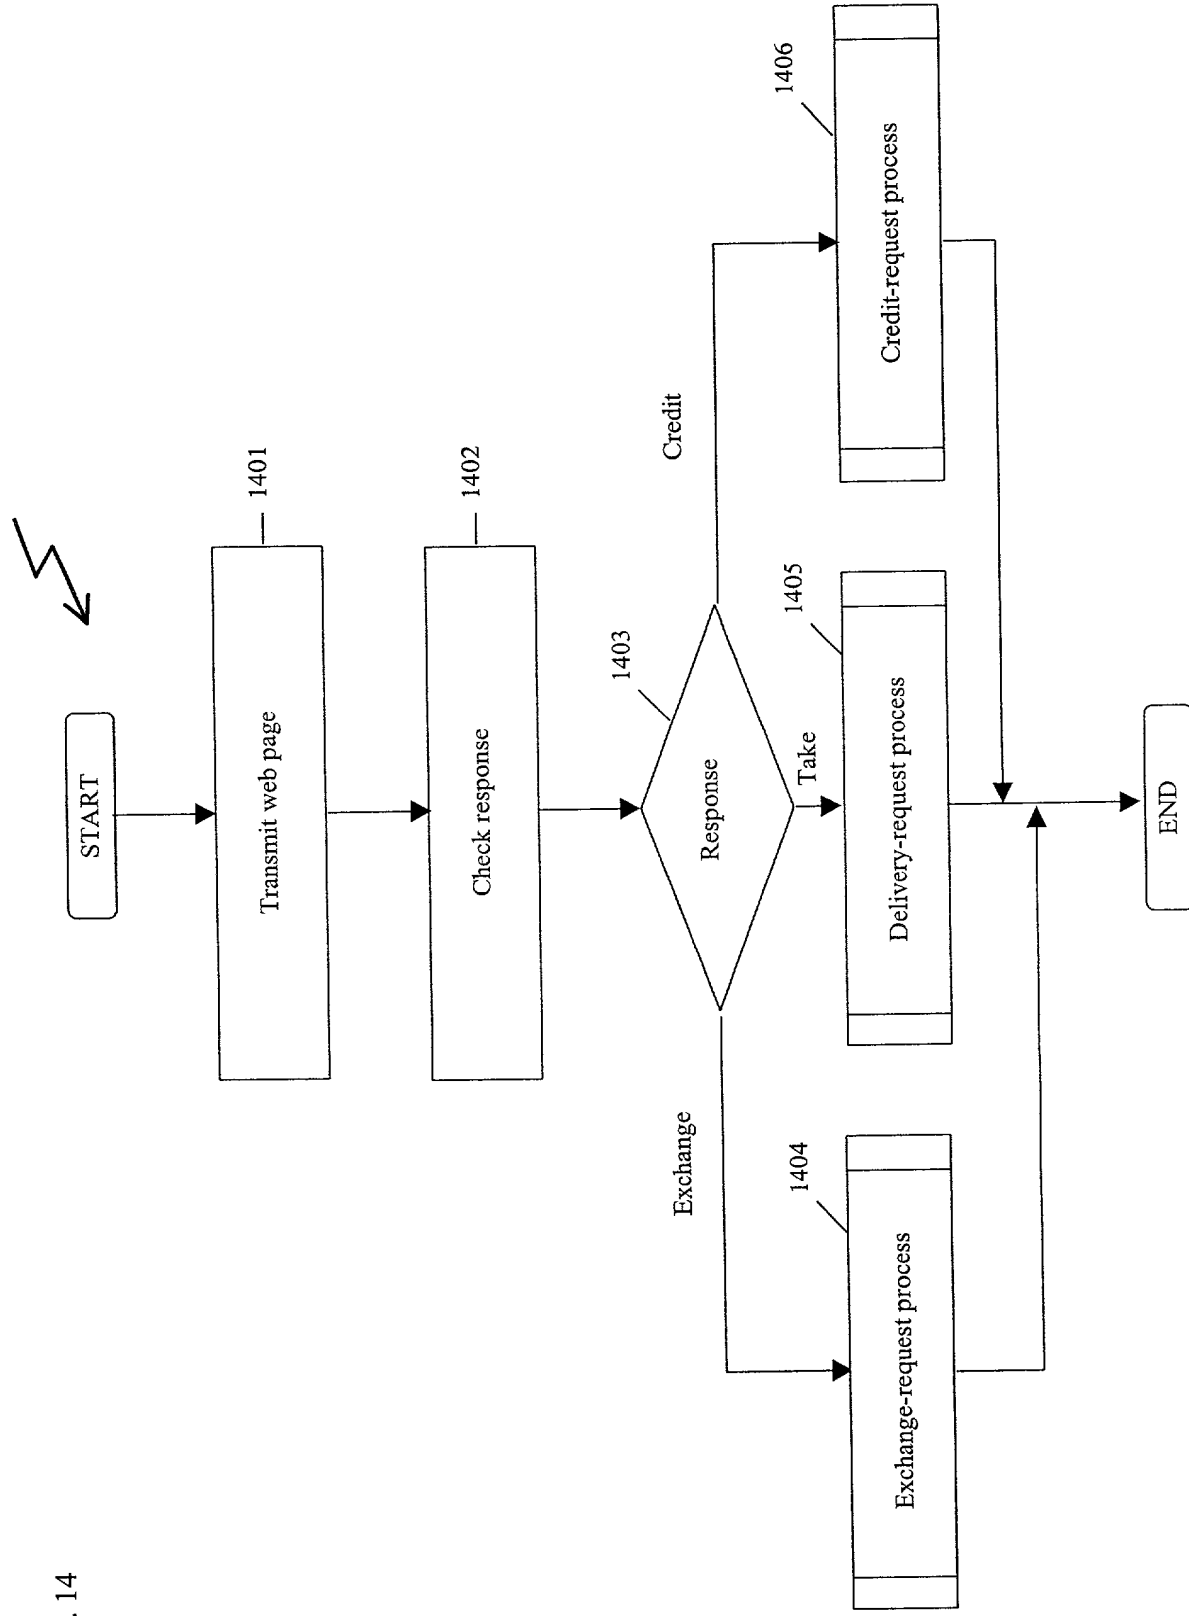 . 14
START
Transmit web page
1401
Check response
1402
Response
1403
Exchange
Take
Credit
Exchange-request process
1404
Delivery-request process
1405
Credit-request process
1406
END